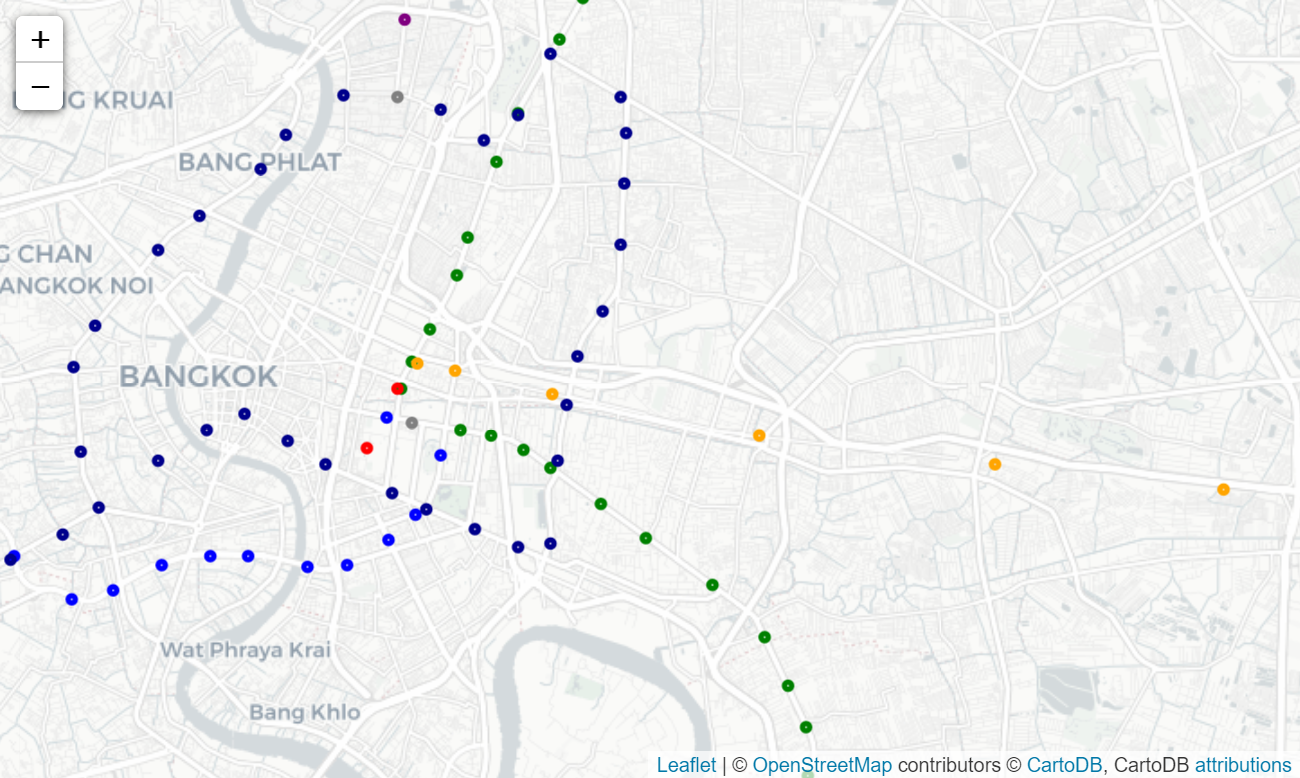 +
−
G KRUAI
BANG PHLAT
G CHAN
ANGKOK NOI
BANGKOK
Wat Phraya Krai
Bang Khlo
Leaflet | © OpenStreetMap contributors © CartoDB, CartoDB attributions